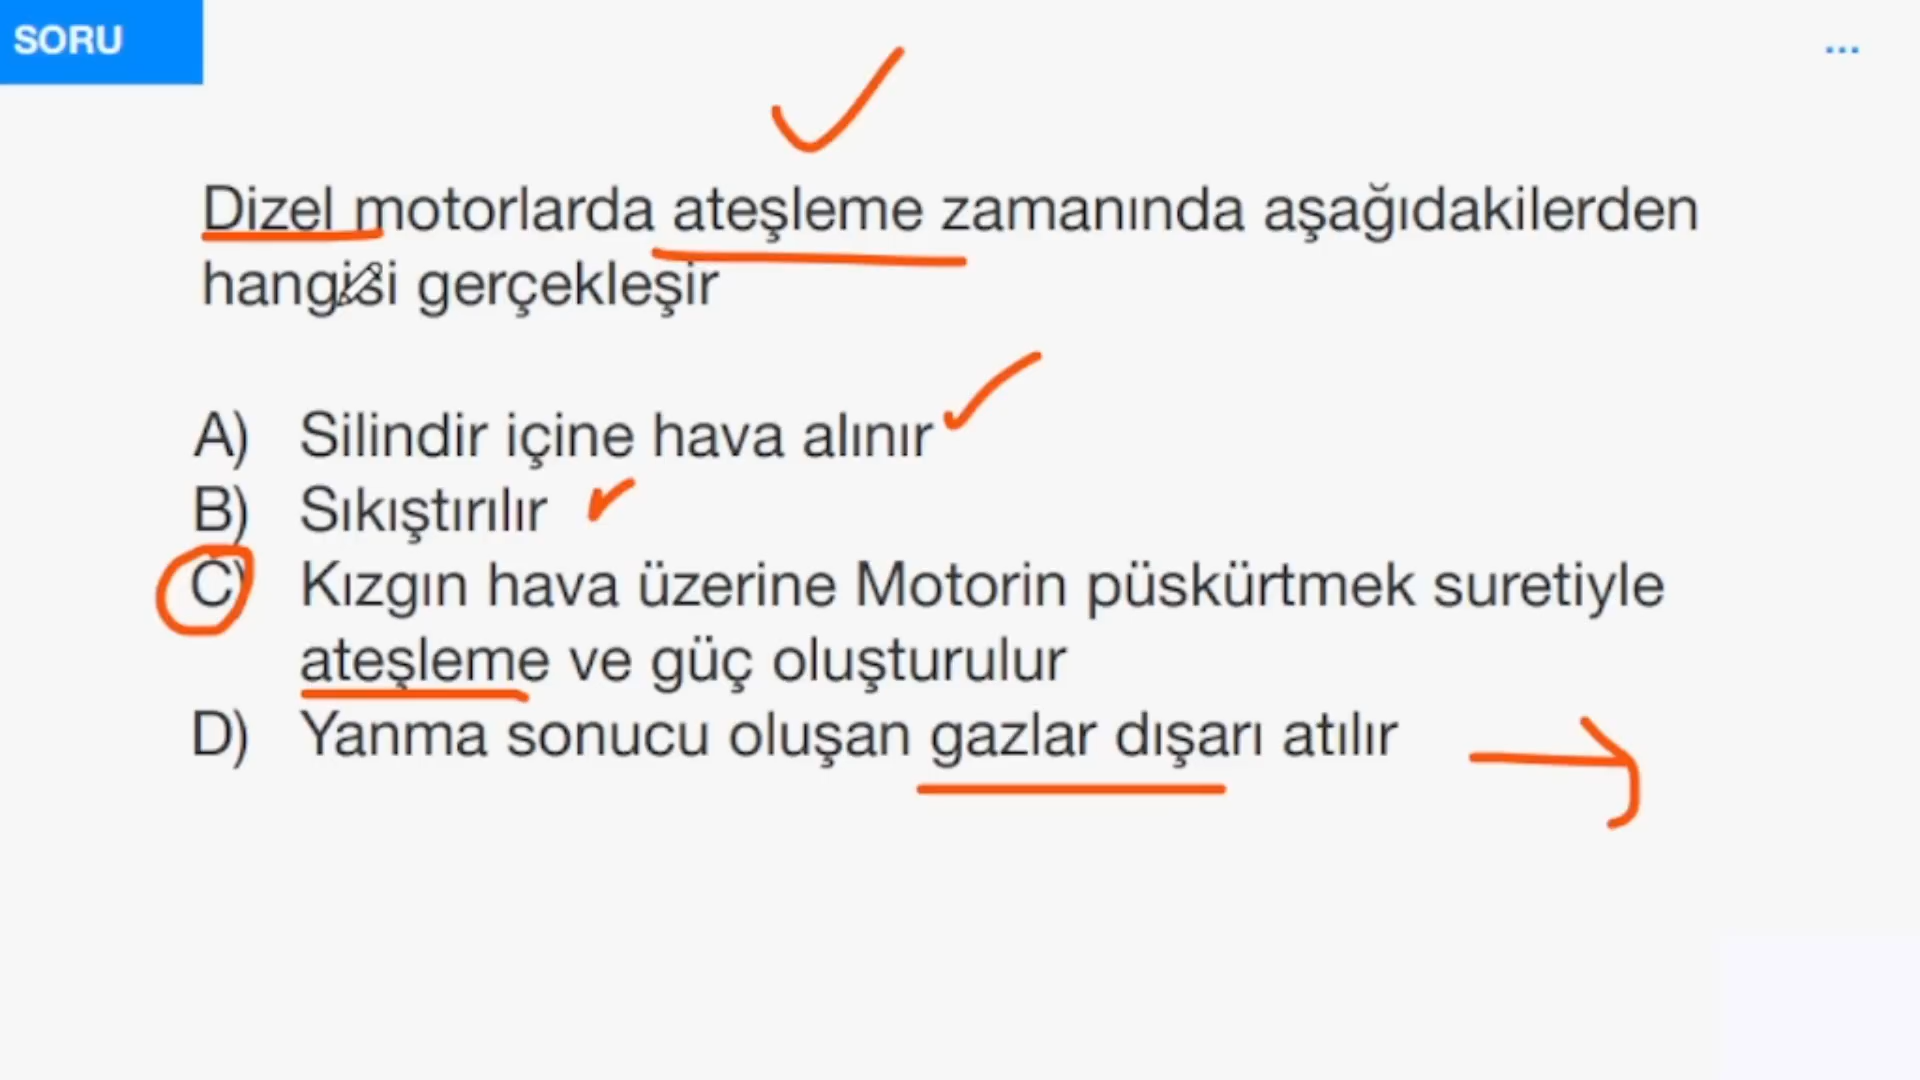 SORU
...
Dizel motorlarda ateşleme zamanında aşağıdakilerden
hangisi gerçekleşir
A) Silindir içine hava alınır
B) Sıkıştırılır
C) Kızgın hava üzerine Motorin püskürtmek suretiyle
ateşleme ve güç oluşturulur
D) Yanma sonucu oluşan gazlar dışarı atılır